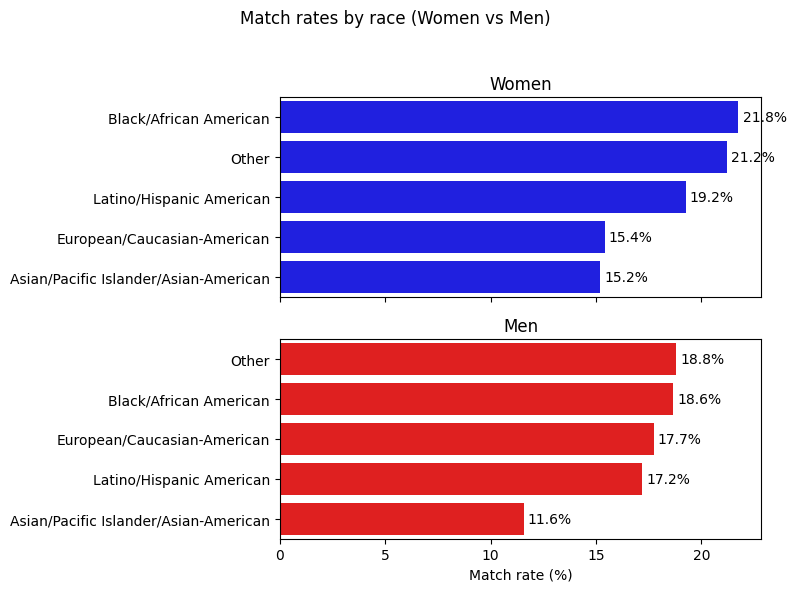 Match rates by race (Women vs Men)
Women
Black/African American 21.8%
Other 21.2%
Latino/Hispanic American 19.2%
European/Caucasian-American 15.4%
Asian/Pacific Islander/Asian-American 15.2%
Men
Other 18.8%
Black/African American 18.6%
European/Caucasian-American 17.7%
Latino/Hispanic American 17.2%
Asian/Pacific Islander/Asian-American 11.6%
0 5 10 15 20
Match rate (%)